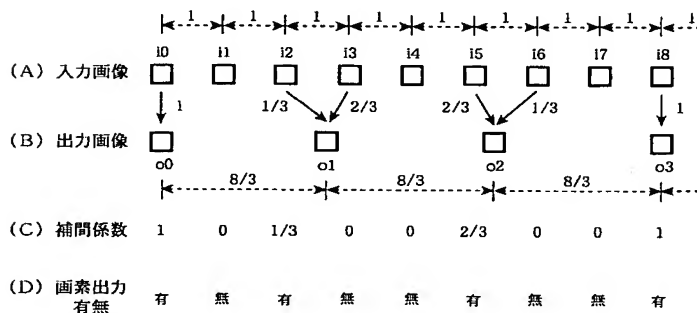 1 1 1 1 1 1 1 1 1
i0 i1 i2 i3 i4 i5 i6 i7 i8
(A) 入力画像
1 1/3 2/3 2/3 1/3 1
(B) 出力画像
o0 o1 o2 o3
8/3 8/3 8/3
(C) 補間係数 1 0 1/3 0 0 2/3 0 0 1
(D) 画素出力
有無
有 無 有 無 無 有 無 無 有